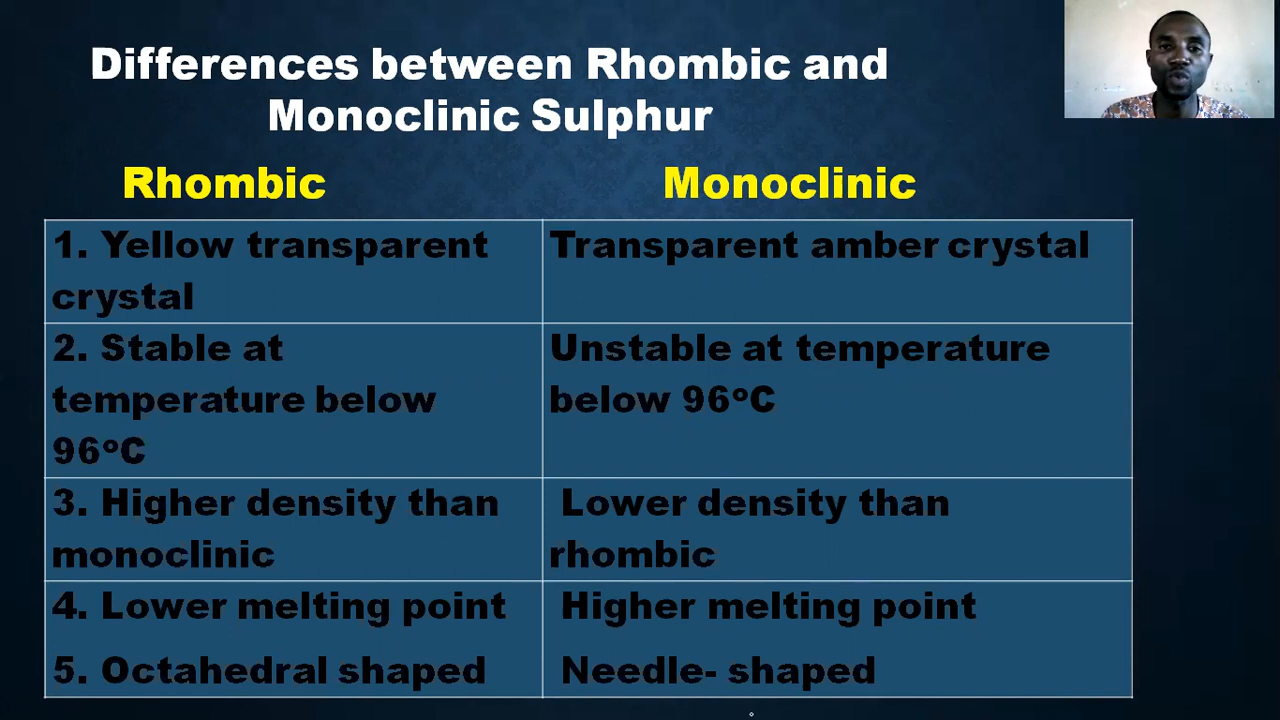 Differences between Rhombic and
Monoclinic Sulphur
Rhombic
Monoclinic
1. Yellow transparent
crystal
Transparent amber crystal
2. Stable at
temperature below
96ºC
Unstable at temperature
below 96ºC
3. Higher density than
monoclinic
Lower density than
rhombic
4. Lower melting point
Higher melting point
5. Octahedral shaped
Needle- shaped